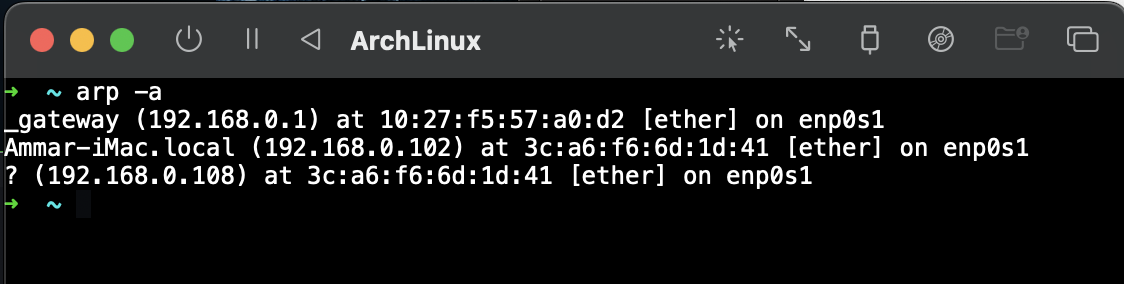 ArchLinux
➜ ~ arp -a
_gateway (192.168.0.1) at 10:27:f5:57:a0:d2 [ether] on enp0s1
Ammar-iMac.local (192.168.0.102) at 3c:a6:f6:6d:1d:41 [ether] on enp0s1
? (192.168.0.108) at 3c:a6:f6:6d:1d:41 [ether] on enp0s1
➜ ~